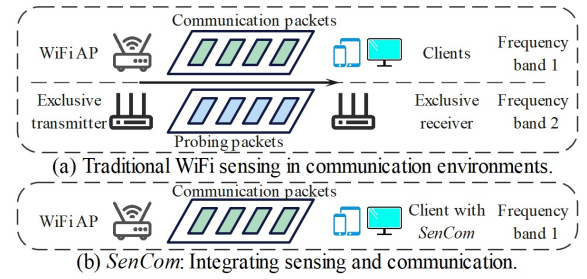 Communication packets
WiFi AP
Clients
Frequency
band 1
Exclusive
transmitter
Exclusive
receiver
Frequency
band 2
Probing packets
(a) Traditional WiFi sensing in communication environments.
Communication packets
WiFi AP
Client with
SenCom
Frequency
band 1
(b) SenCom: Integrating sensing and communication.